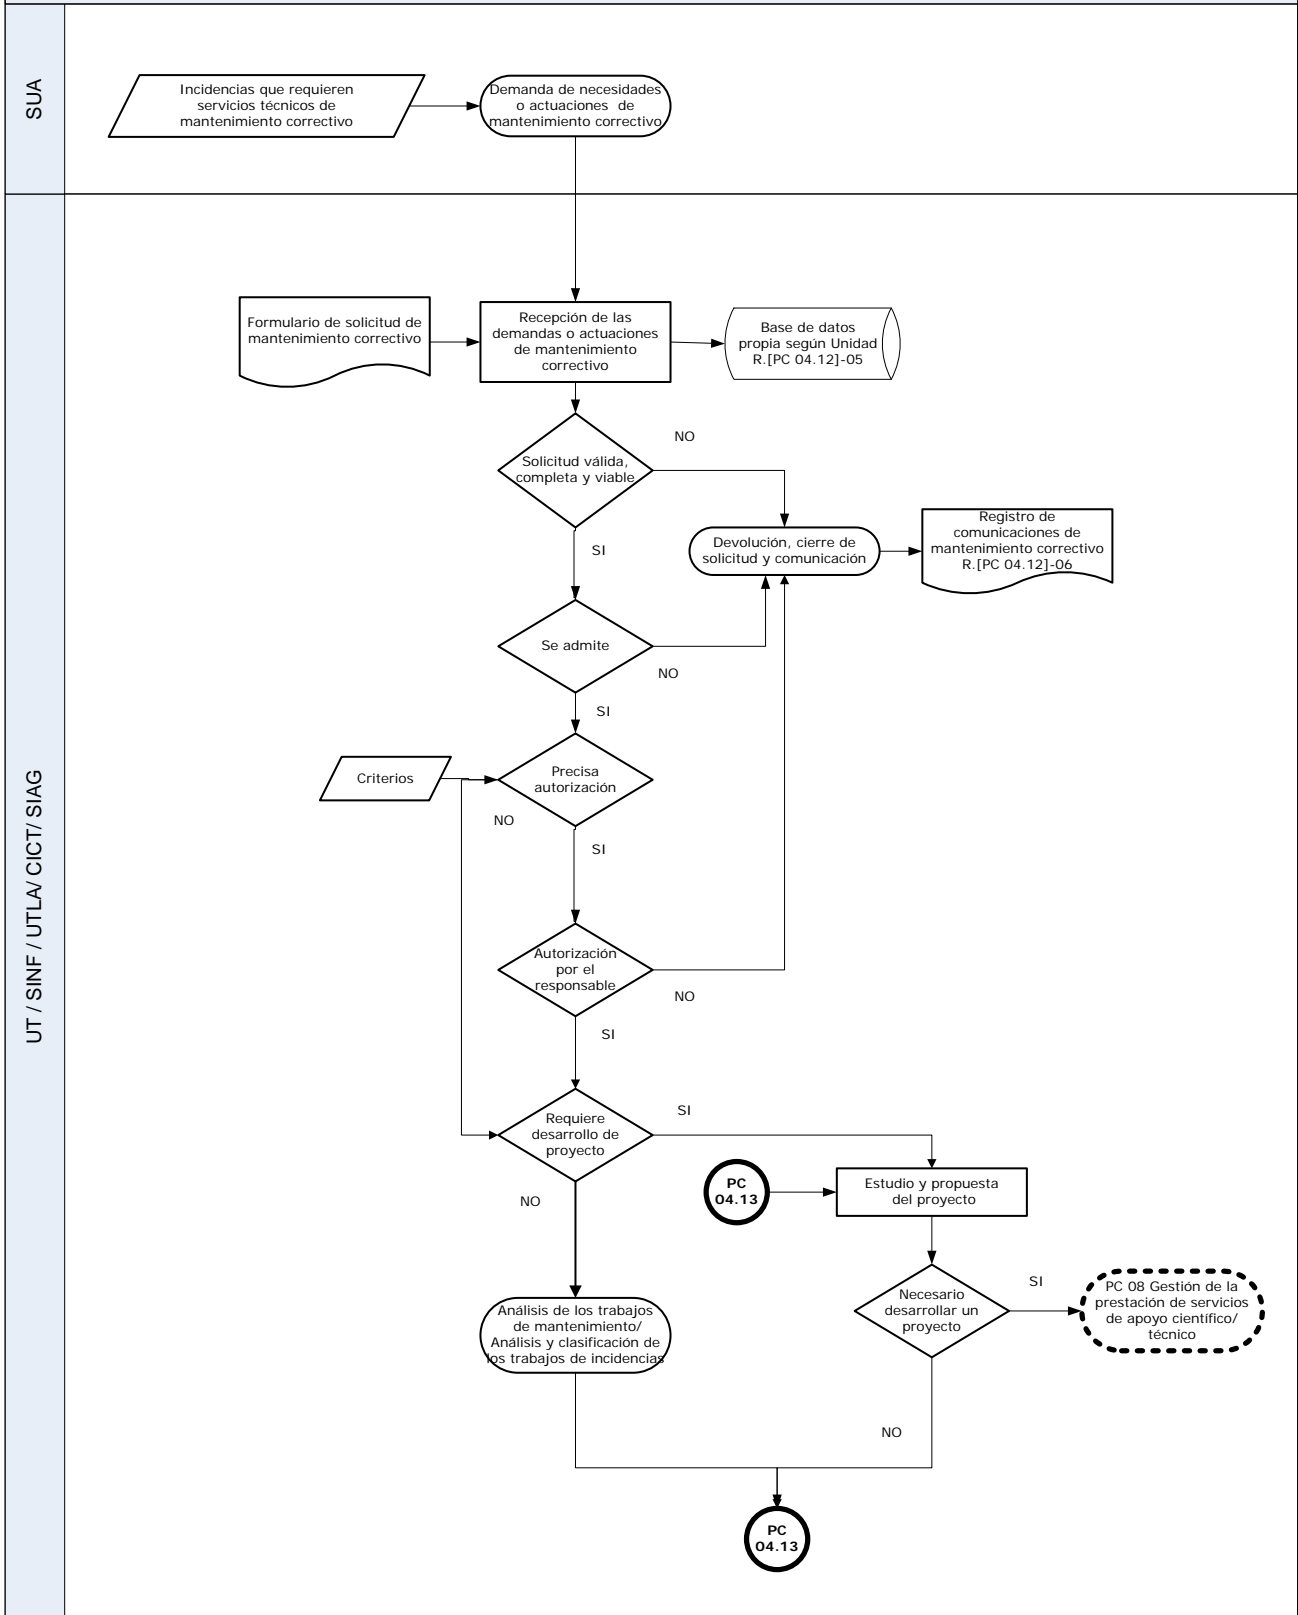 SUA
Incidencias que requieren
servicios técnicos de
mantenimiento correctivo
Demanda de necesidades
o actuaciones de
mantenimiento correctivo
UT / SINF / UTLA/ CICT/ SIAG
Formulario de solicitud de
mantenimiento correctivo
Recepción de las
demandas o actuaciones
de mantenimiento
correctivo
Base de datos
propia según Unidad
R.[PC 04.12]-05
Solicitud válida,
completa y viable
NO
SI
Devolución, cierre de
solicitud y comunicación
Registro de
comunicaciones de
mantenimiento correctivo
R.[PC 04.12]-06
Se admite
NO
SI
Criterios
Precisa
autorización
NO
SI
Autorización
por el
responsable
NO
SI
Requiere
desarrollo de
proyecto
SI
NO
PC
04.13
Estudio y propuesta
del proyecto
Necesario
desarrollar un
proyecto
SI
PC 08 Gestión de la
prestación de servicios
de apoyo científico/
técnico
Análisis de los trabajos
de mantenimiento/
Análisis y clasificación de
los trabajos de incidencias
NO
PC
04.13